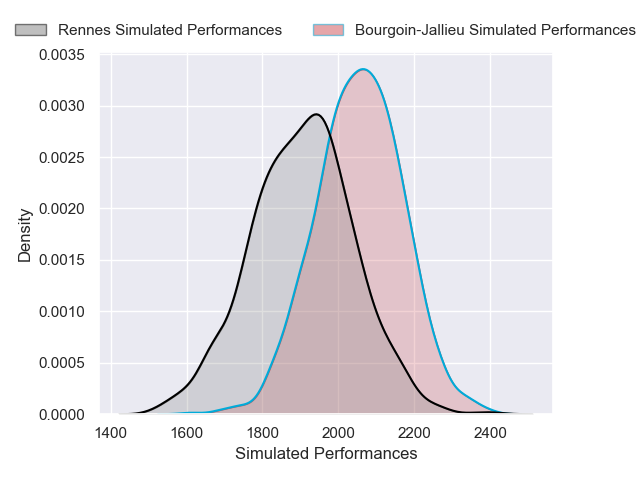 Rennes Simulated Performances
Bourgoin-Jallieu Simulated Performances
0.0035
0.0030
0.0025
0.0020
0.0015
0.0010
0.0005
0.0000
Density
1400 1600 1800 2000 2200 2400
Simulated Performances